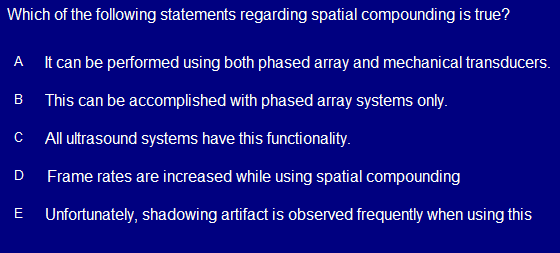 Which of the following statements regarding spatial compounding is true?
A It can be performed using both phased array and mechanical transducers.
B This can be accomplished with phased array systems only.
C All ultrasound systems have this functionality.
D Frame rates are increased while using spatial compounding
E Unfortunately, shadowing artifact is observed frequently when using this